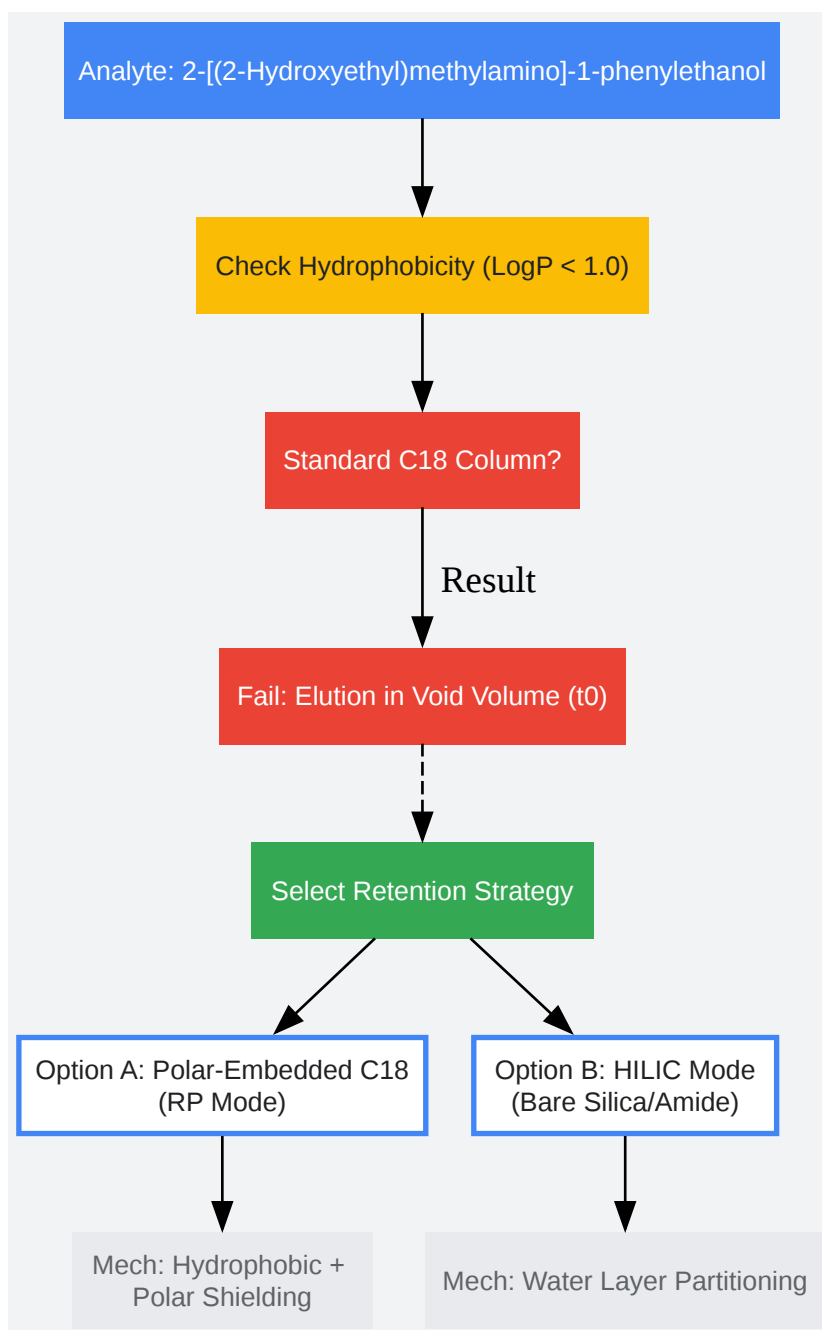 Analyte: 2-[(2-Hydroxyethyl)methylamino]-1-phenylethanol
Check Hydrophobicity (LogP < 1.0)
Standard C18 Column?
Result
Fail: Elution in Void Volume (t0)
Select Retention Strategy
Option A: Polar-Embedded C18
(RP Mode)
Option B: HILIC Mode
(Bare Silica/Amide)
Mech: Hydrophobic +
Polar Shielding
Mech: Water Layer Partitioning